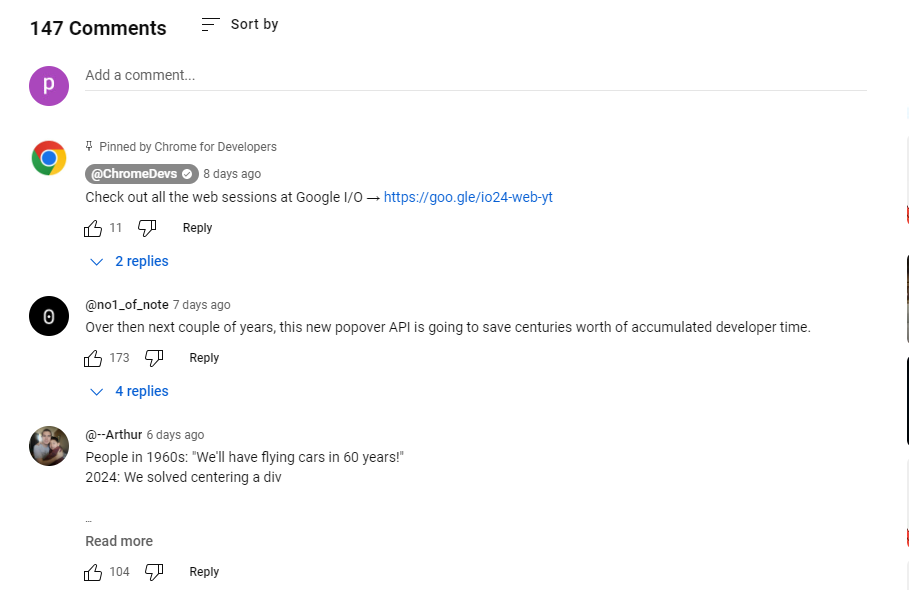 147 Comments
Sort by
p
Add a comment...
Pinned by Chrome for Developers
@ChromeDevs 8 days ago
Check out all the web sessions at Google I/O → https://goo.gle/io24-web-yt
11 Reply
2 replies
0
@no1_of_note 7 days ago
Over then next couple of years, this new popover API is going to save centuries worth of accumulated developer time.
173 Reply
4 replies
@--Arthur 6 days ago
People in 1960s: "We'll have flying cars in 60 years!"
2024: We solved centering a div
...
Read more
104 Reply